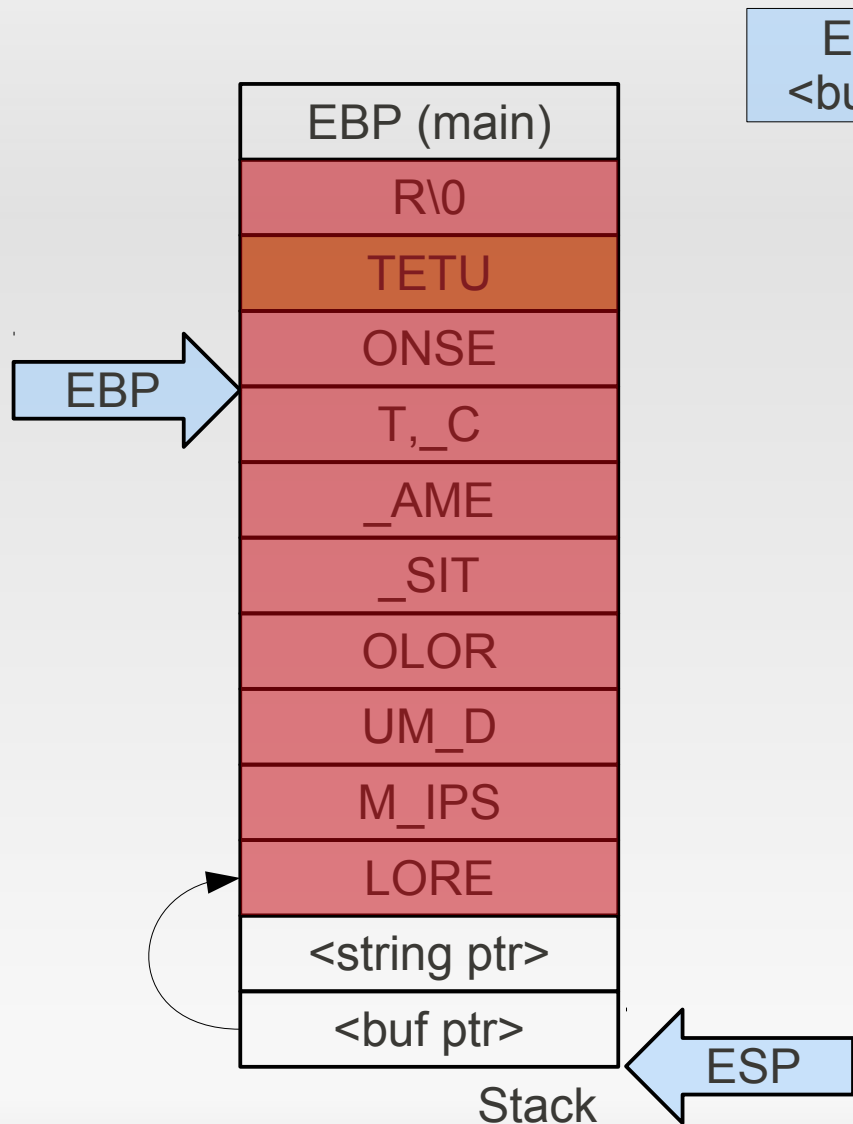 E
<bu
EBP (main)
R\0
TETU
ONSE
EBP
T,_C
_AME
_SIT
OLOR
UM_D
M_IPS
LORE
<string ptr>
<buf ptr>
ESP
Stack